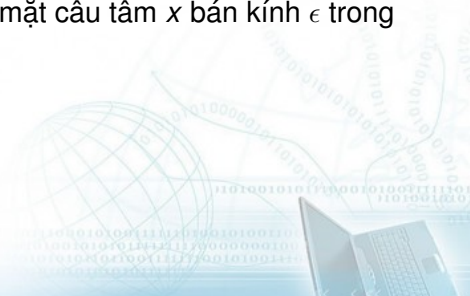 mặt cầu tâm x bán kính ϵ trong